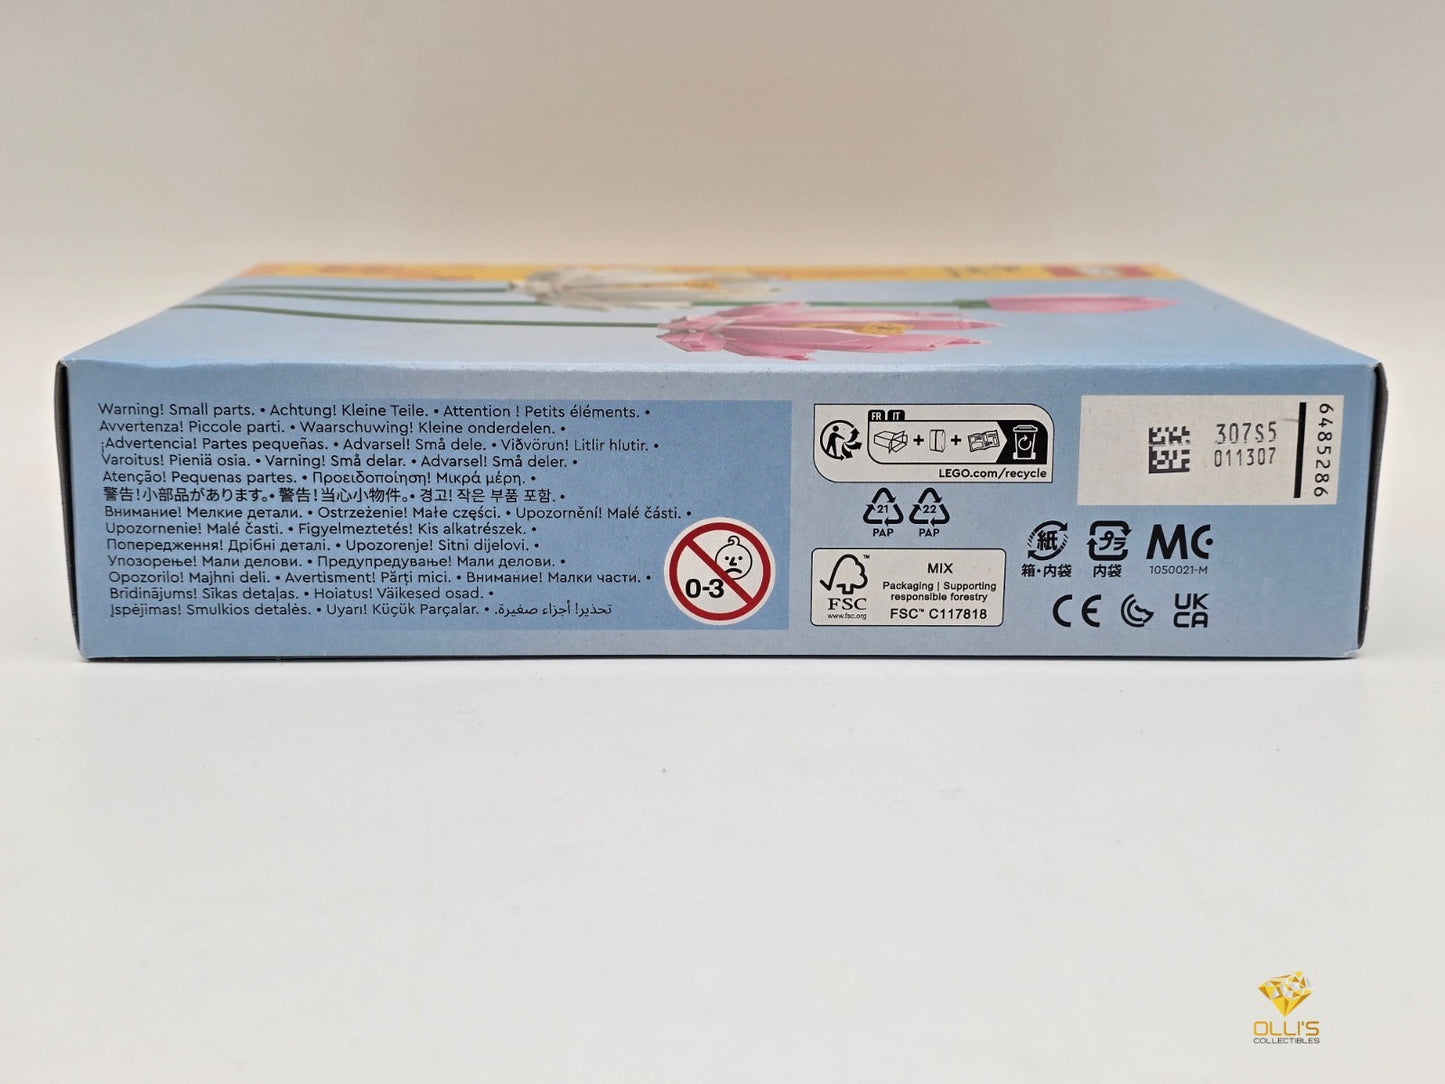 Warning! Small parts. • Achtung! Kleine Teile. • Attention ! Petits éléments. •
Avvertenza! Piccole parti. • Waarschuwing! Kleine onderdelen. •
¡Advertencia! Partes pequeñas. • Advarsel! Små dele. • Viðvörun! Litlir hlutir. •
Varoitus! Pieniä osia. • Varning! Små delar. • Advarsel! Små deler. •
Atenção! Pequenas partes. • Προειδοποίηση! Μικρά μέρη. •
警告！小部品があります。• 警告！当心小物件。• 경고! 작은 부품 포함. •
Внимание! Мелкие детали. • Ostrzeżenie! Małe części. • Upozornění! Malé části. •
Upozornenie! Malé časti. • Figyelmeztetés! Kis alkatrészek. •
Попередження! Дрібні деталі. • Upozorenje! Sitni dijelovi. •
Упозорење! Мали делови. • Предупредување! Мали делови. •
Opozorilo! Majhni deli. • Avertisment! Părți mici. • Внимание! Малки части. •
Brīdinājums! Sīkas detaļas. • Hoiatus! Väikesed osad. •
Įspėjimas! Smulkios detalės. • Uyarı! Küçük Parçalar. • تحذير! أجزاء صغيرة.
0-3
FR IT
LEGO.com/recycle
21 22
PAP PAP
FSC™
www.fsc.org
MIX
Packaging | Supporting
responsible forestry
FSC™ C117818
307S5
011307
6485286
紙 プラ MC
箱・内袋 内袋 1050021-M
CE UK
CA
OLLI'S
COLLECTIBLES